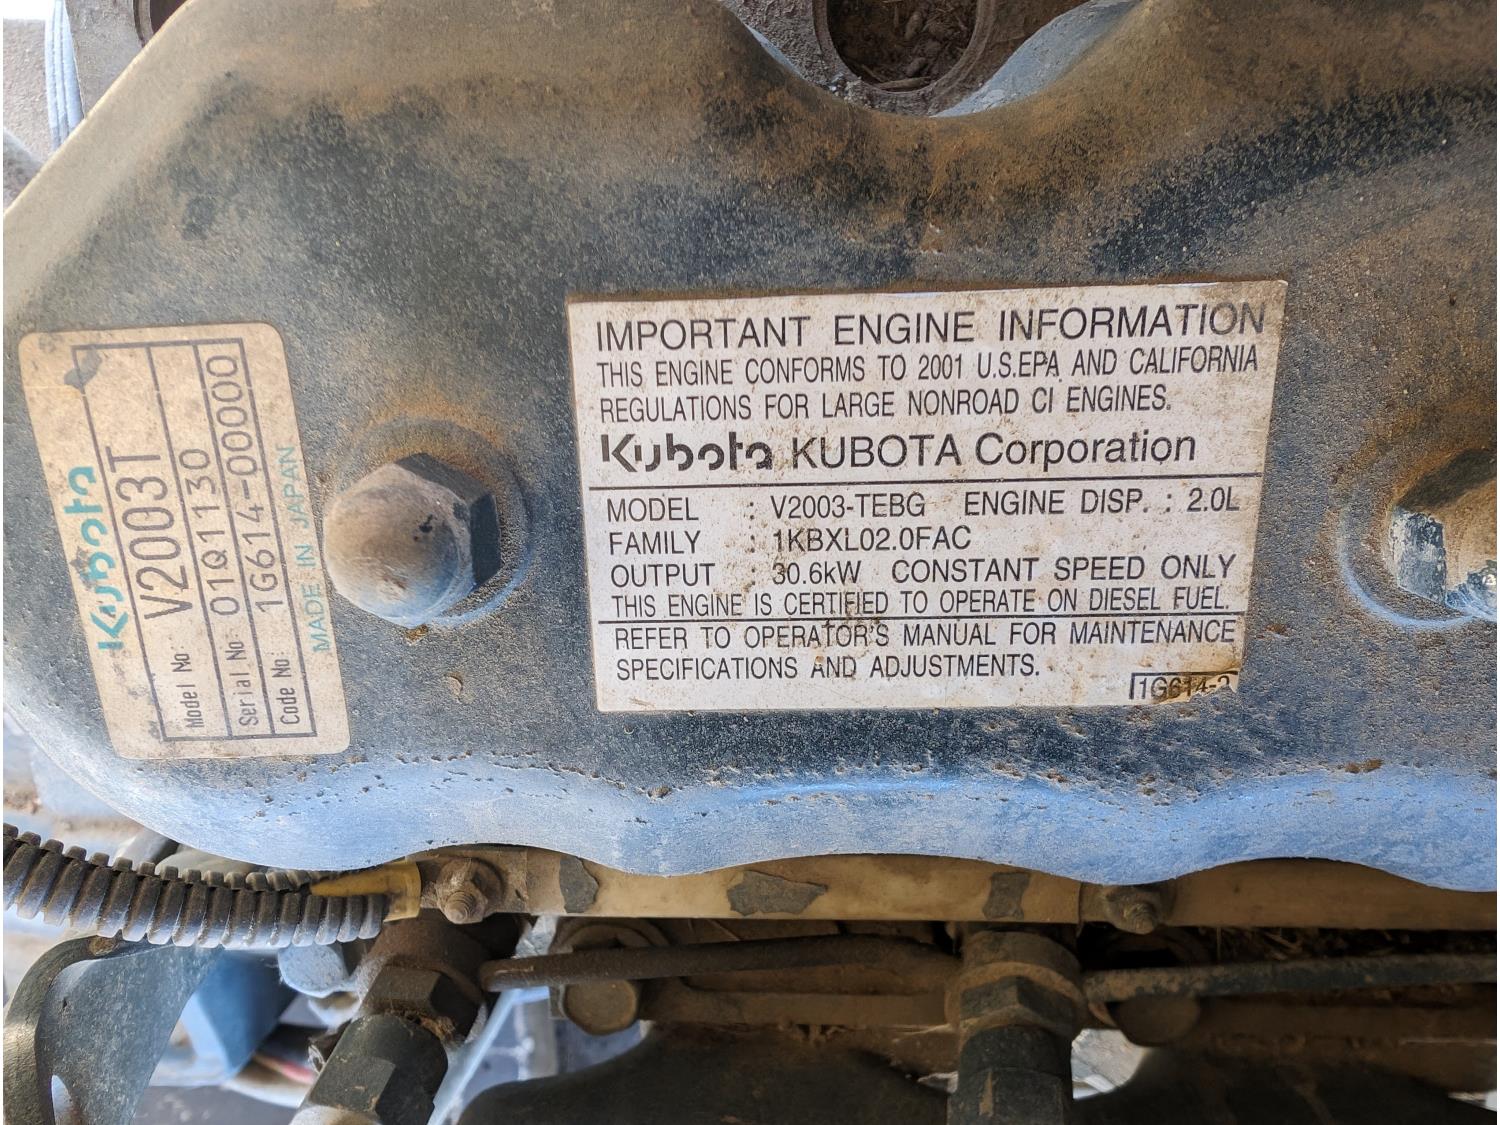 Kubota
Model No: V2003T
Serial No: 01Q1130
Code No: 1G614-00000
MADE IN JAPAN
IMPORTANT ENGINE INFORMATION
THIS ENGINE CONFORMS TO 2001 U.S.EPA AND CALIFORNIA
REGULATIONS FOR LARGE NONROAD CI ENGINES.
Kubota KUBOTA Corporation
MODEL : V2003-TEBG ENGINE DISP. : 2.0L
FAMILY : 1KBXL02.0FAC
OUTPUT : 30.6kW CONSTANT SPEED ONLY
THIS ENGINE IS CERTIFIED TO OPERATE ON DIESEL FUEL.
REFER TO OPERATOR'S MANUAL FOR MAINTENANCE
SPECIFICATIONS AND ADJUSTMENTS.